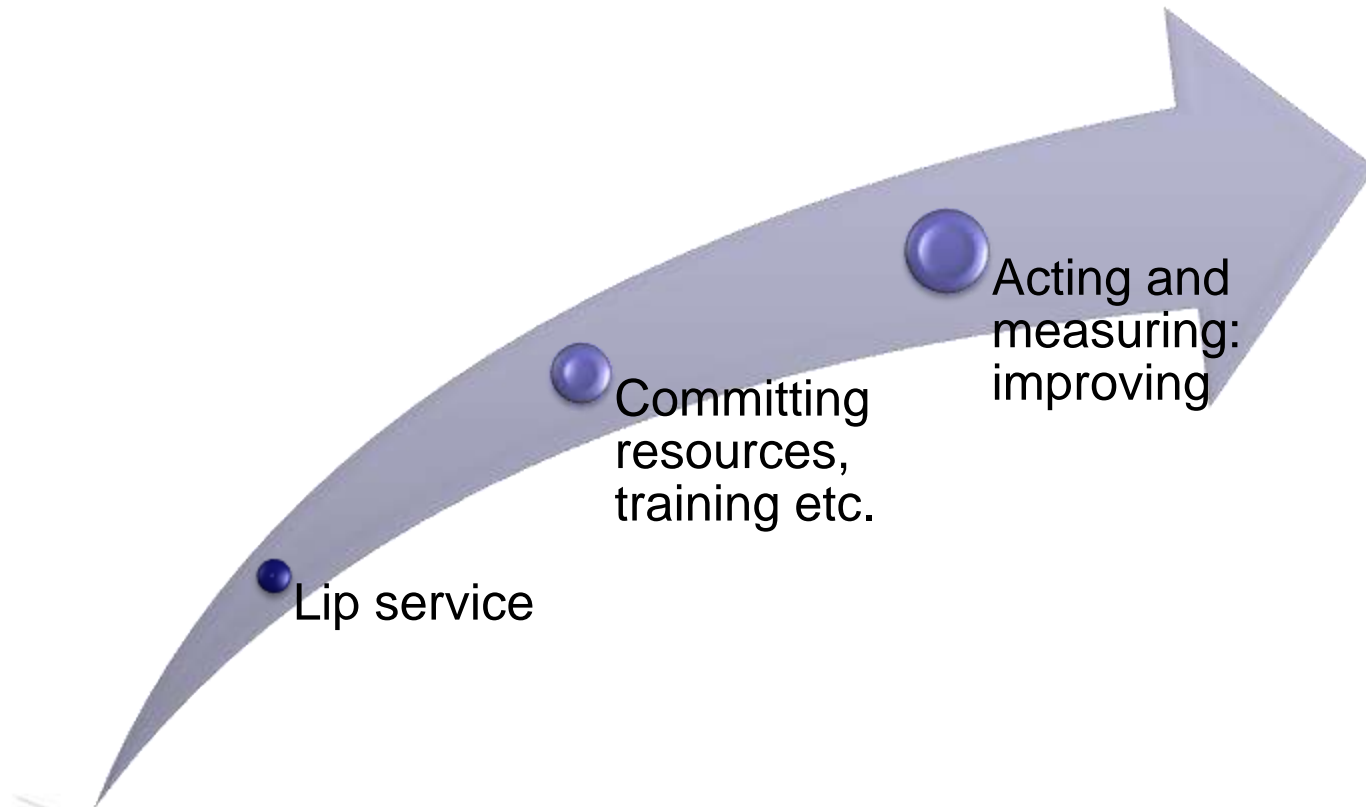 Acting and
measuring:
improving
Committing
resources,
training etc.
Lip service